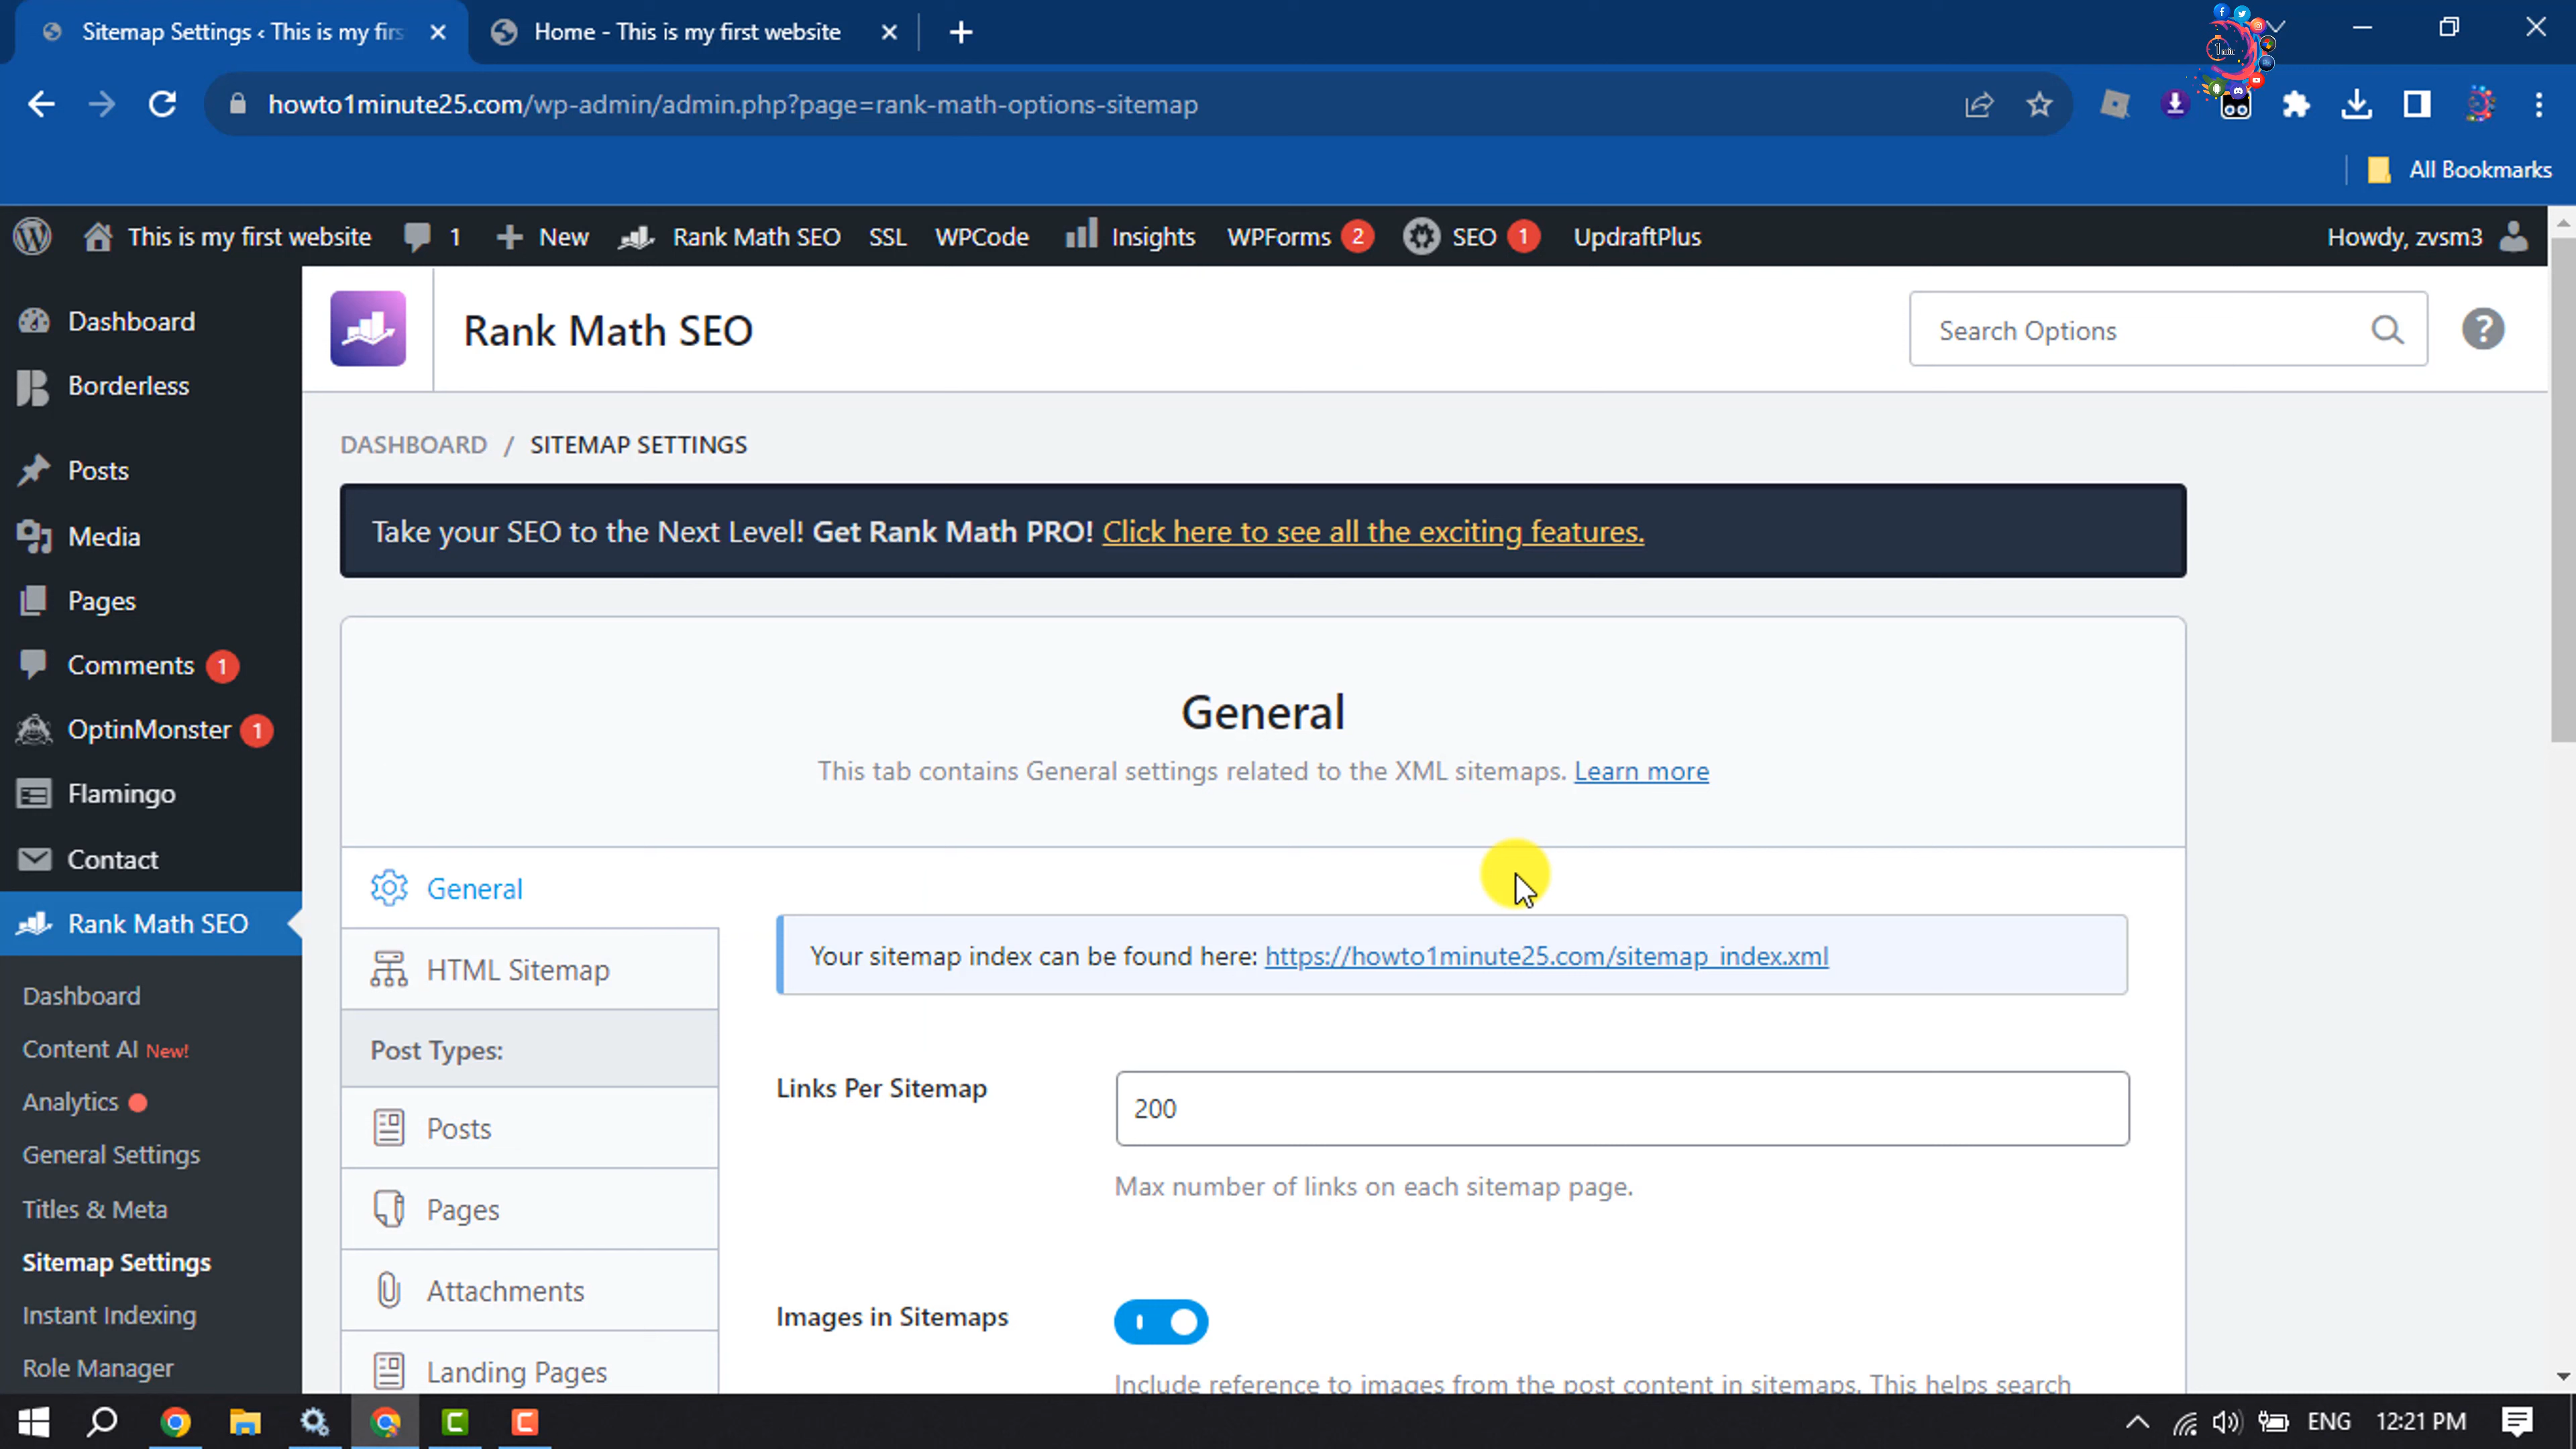 Sitemap Settings ‹ This is my firs
Home - This is my first website
howto1minute25.com/wp-admin/admin.php?page=rank-math-options-sitemap
All Bookmarks
This is my first website 1 New Rank Math SEO SSL WPCode Insights WPForms 2 SEO 1 UpdraftPlus Howdy, zvsm3
Dashboard
Borderless
Posts
Media
Pages
Comments 1
OptinMonster 1
Flamingo
Contact
Rank Math SEO
Dashboard
Content AI New!
Analytics
General Settings
Titles & Meta
Sitemap Settings
Instant Indexing
Role Manager
Rank Math SEO
Search Options
?
DASHBOARD / SITEMAP SETTINGS
Take your SEO to the Next Level! Get Rank Math PRO! Click here to see all the exciting features.
General
This tab contains General settings related to the XML sitemaps. Learn more
General
HTML Sitemap
Post Types:
Posts
Pages
Attachments
Landing Pages
Your sitemap index can be found here: https://howto1minute25.com/sitemap_index.xml
Links Per Sitemap
200
Max number of links on each sitemap page.
Images in Sitemaps
Include reference to images from the post content in sitemaps. This helps search
ENG 12:21 PM